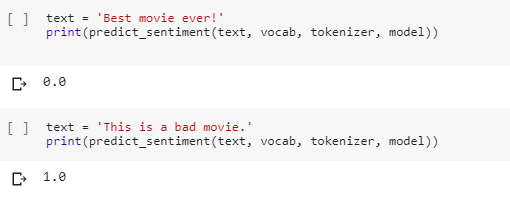 [ ] text = 'Best movie ever!'
print(predict_sentiment(text, vocab, tokenizer, model))
0.0
[ ] text = 'This is a bad movie.'
print(predict_sentiment(text, vocab, tokenizer, model))
1.0